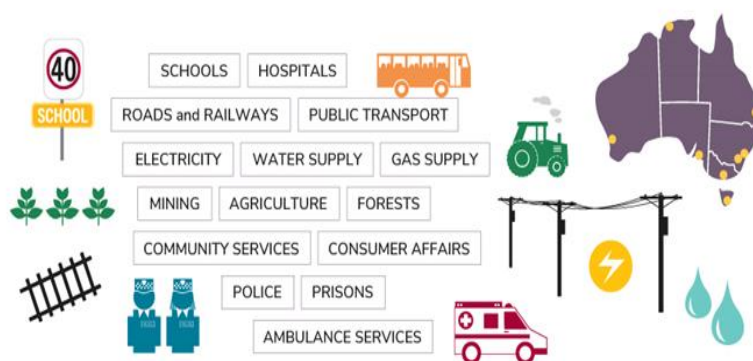 40
SCHOOL
SCHOOLS HOSPITALS
ROADS and RAILWAYS PUBLIC TRANSPORT
ELECTRICITY WATER SUPPLY GAS SUPPLY
MINING AGRICULTURE FORESTS
COMMUNITY SERVICES CONSUMER AFFAIRS
POLICE PRISONS
AMBULANCE SERVICES